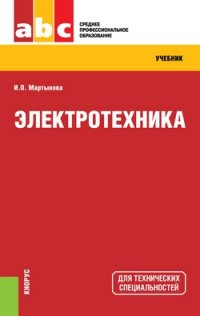 abc
СРЕДНЕЕ
ПРОФЕССИОНАЛЬНОЕ
ОБРАЗОВАНИЕ
УЧЕБНИК
И.О. Мартынова
ЭЛЕКТРОТЕХНИКА
КНОРУС
ДЛЯ ТЕХНИЧЕСКИХ
СПЕЦИАЛЬНОСТЕЙ